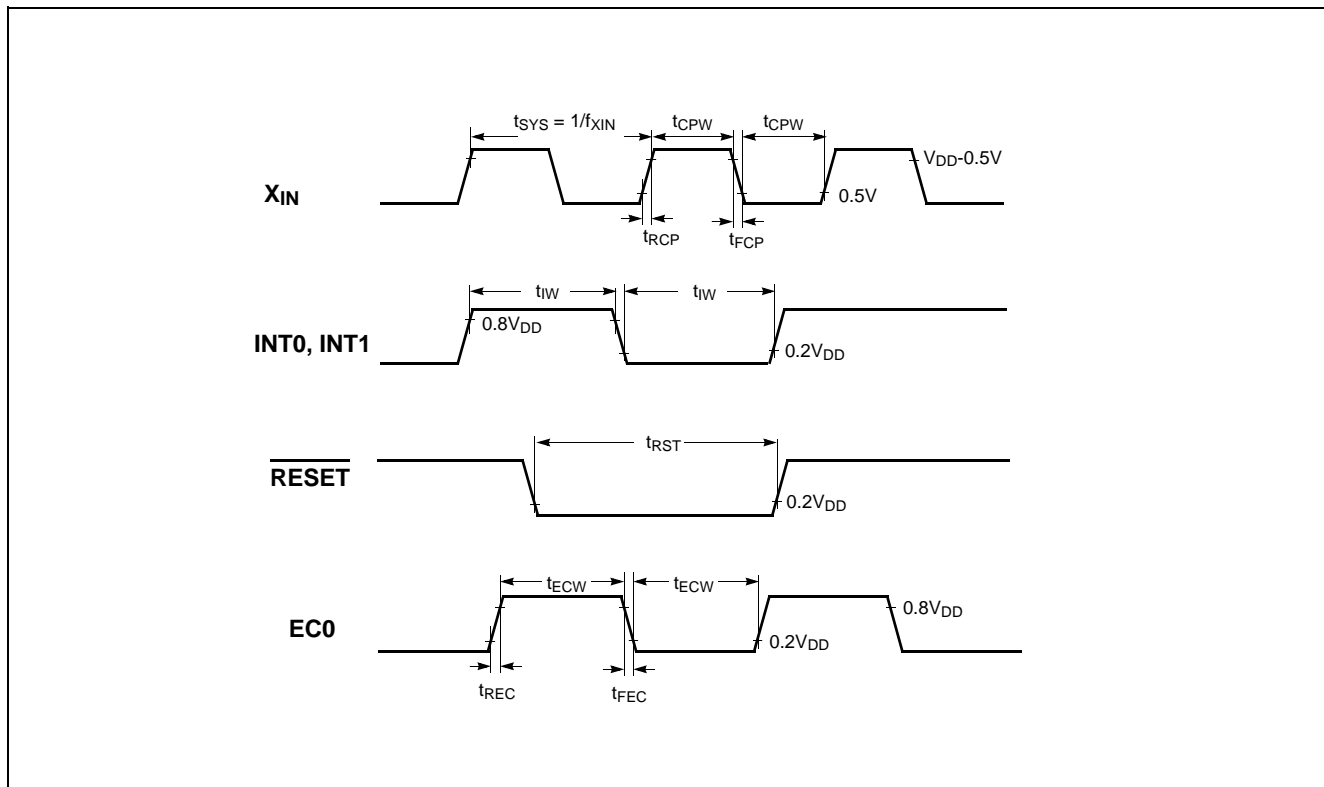 tSYS = 1/fXIN tCPW tCPW
VDD-0.5V
XIN 0.5V
tRCP tFCP
tIW tIW
0.8VDD
INT0, INT1 0.2VDD
tRST
RESET
0.2VDD
tECW tECW
0.8VDD
EC0
0.2VDD
tREC tFEC